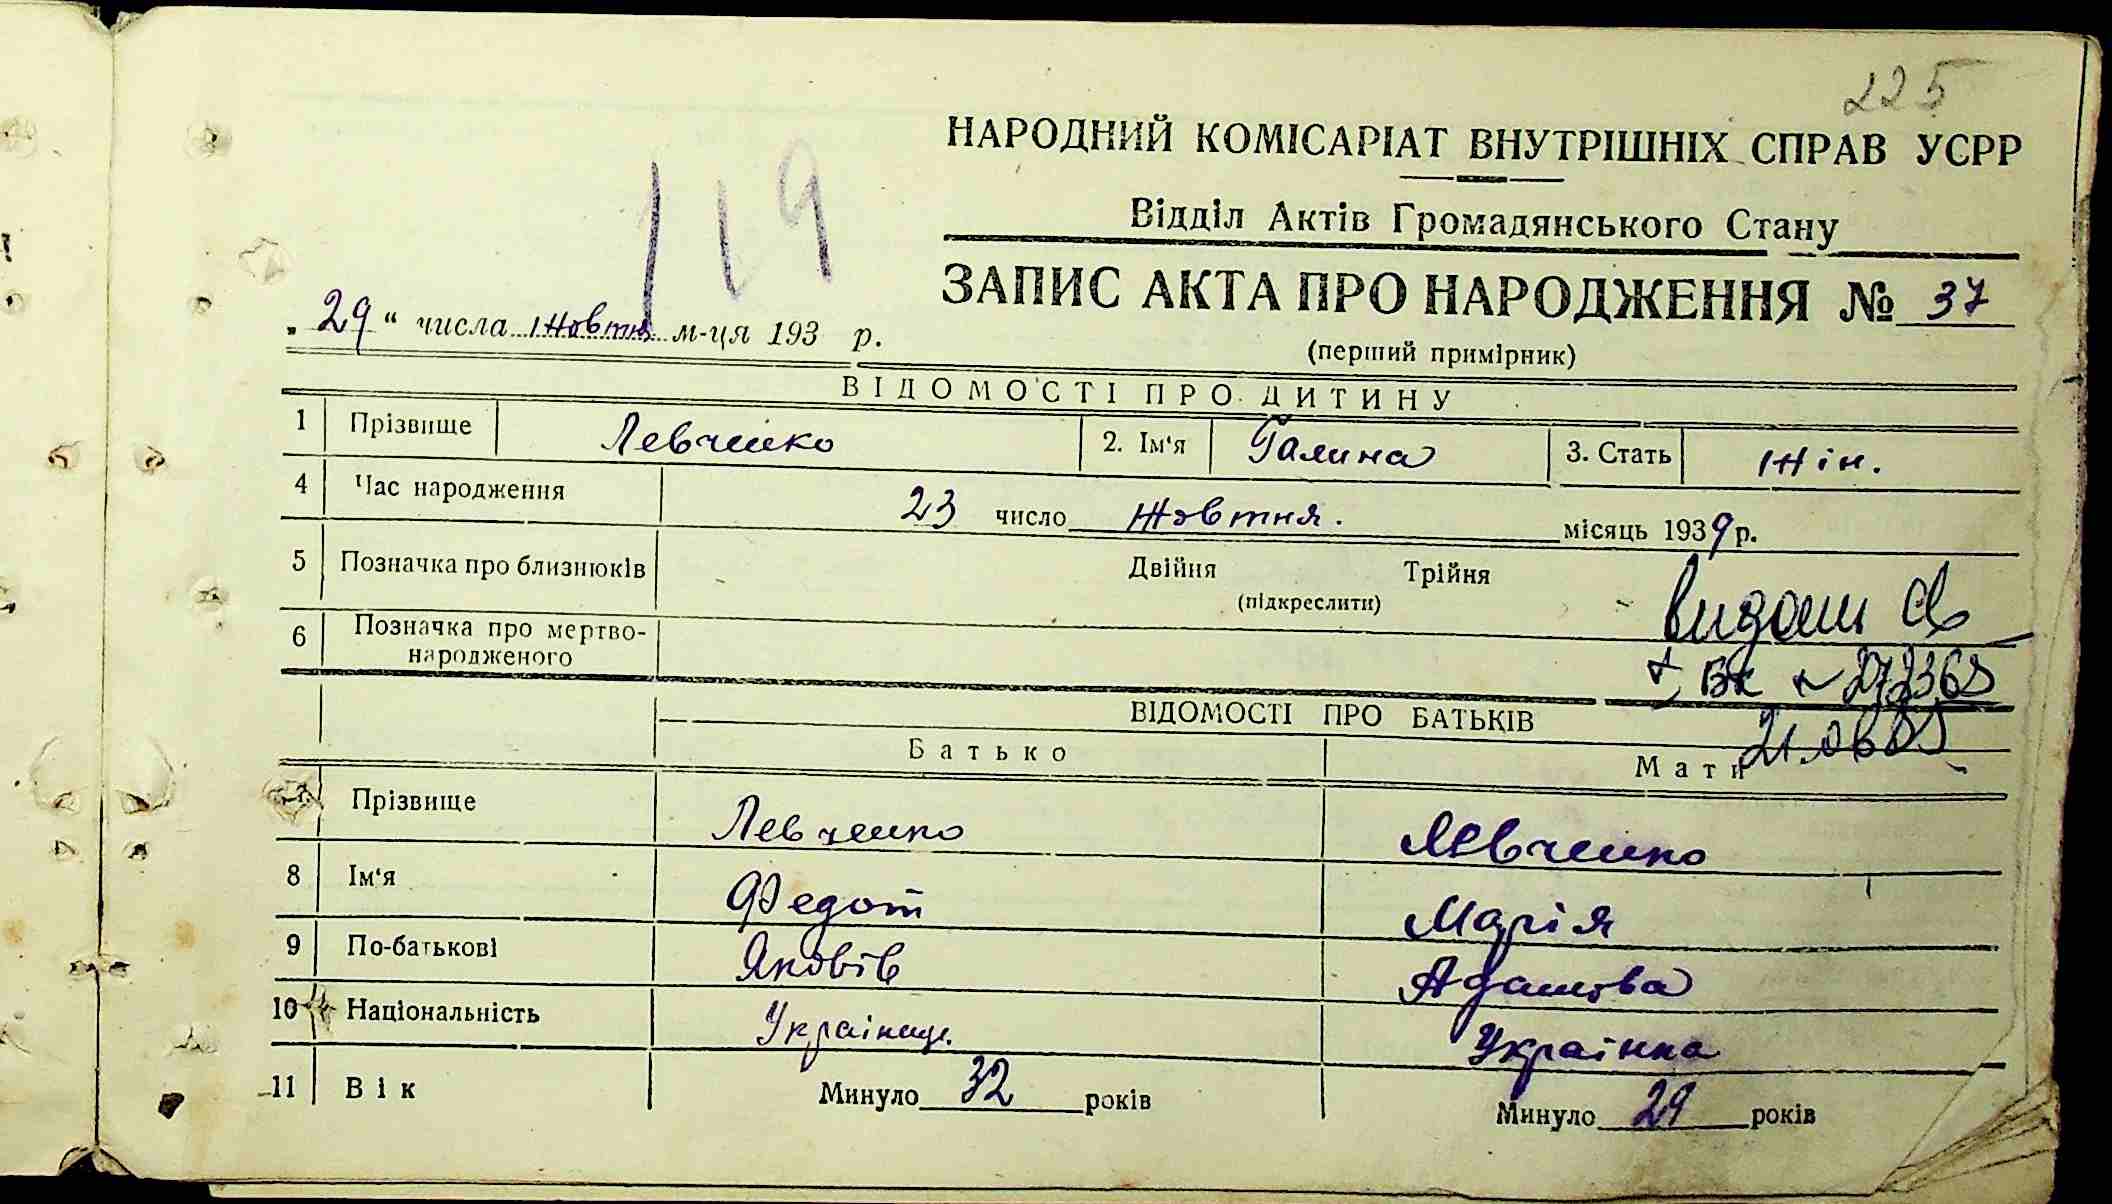 225
НАРОДНИЙ КОМІСАРІАТ ВНУТРІШНІХ СПРАВ УСРР
119
Відділ Актів Громадянського Стану
ЗАПИС АКТА ПРО НАРОДЖЕННЯ № 37
„ 29 “ числа Жовтня м-ця 193 р.
(перший примірник)
ВІДОМОСТІ ПРО ДИТИНУ
1 Прізвище Левченко 2. Ім'я Галина 3. Стать Жін.
4 Час народження 23 число Жовтня. місяць 1939 р.
5 Позначка про близнюків Двійня Трійня
(підкреслити)
6 Позначка про мертво-
народженого
ВІДОМОСТІ ПРО БАТЬКІВ
Батько Мати
Прізвище Левченко Левченко
8 Ім'я Федот Марія
9 По-батькові Яковів Адамова
10 Національність Українець. Українка
11 Вік Минуло 32 років Минуло 29 років